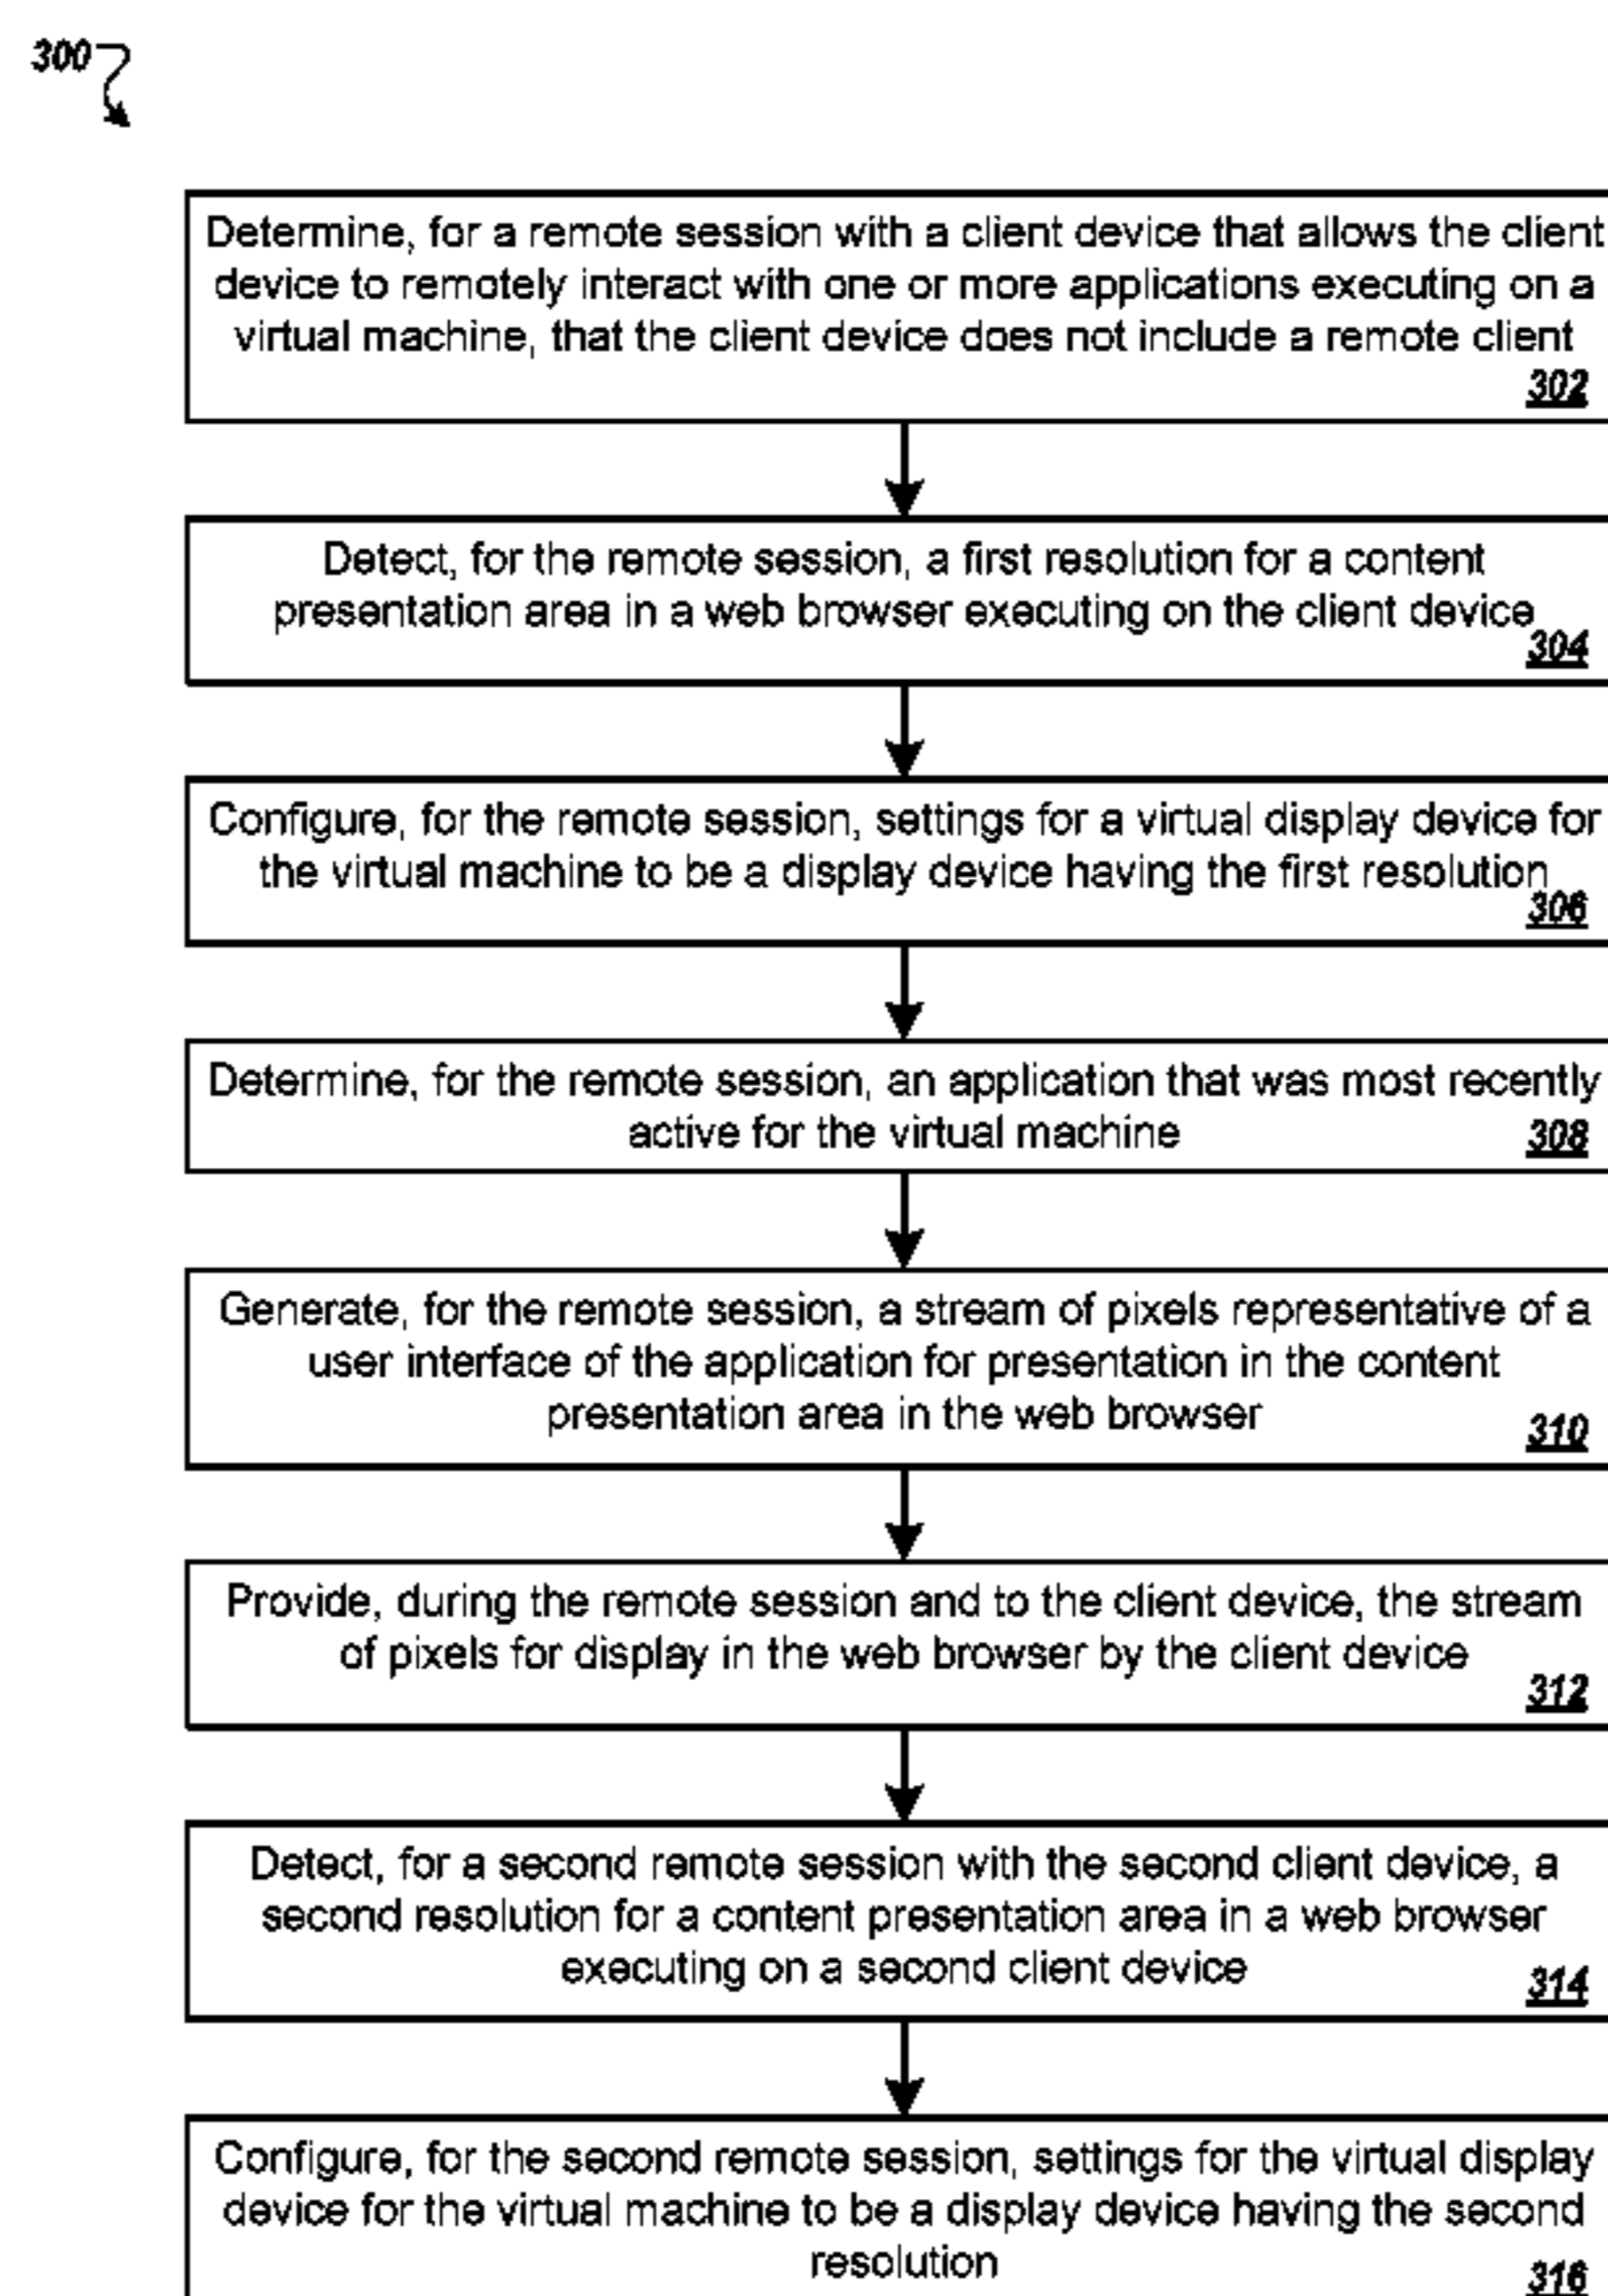 300
Determine, for a remote session with a client device that allows the client
device to remotely interact with one or more applications executing on a
virtual machine, that the client device does not include a remote client
302
Detect, for the remote session, a first resolution for a content
presentation area in a web browser executing on the client device
304
Configure, for the remote session, settings for a virtual display device for
the virtual machine to be a display device having the first resolution
306
Determine, for the remote session, an application that was most recently
active for the virtual machine
308
Generate, for the remote session, a stream of pixels representative of a
user interface of the application for presentation in the content
presentation area in the web browser
310
Provide, during the remote session and to the client device, the stream
of pixels for display in the web browser by the client device
312
Detect, for a second remote session with the second client device, a
second resolution for a content presentation area in a web browser
executing on a second client device
314
Configure, for the second remote session, settings for the virtual display
device for the virtual machine to be a display device having the second
resolution
316